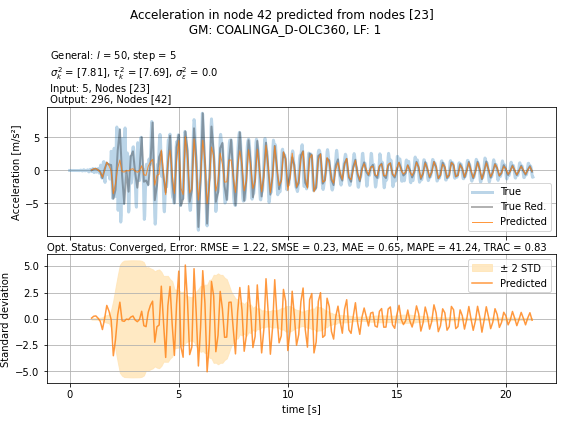 Acceleration in node 42 predicted from nodes [23]
GM: COALINGA_D-OLC360, LF: 1
General: l = 50, step = 5
σ²ₖ = [7.81], τ²ₖ = [7.69], σ²ᵣ = 0.0
Input: 5, Nodes [23]
Output: 296, Nodes [42]
Acceleration [m/s²]
5
0
−5
True
True Red.
Predicted
Opt. Status: Converged, Error: RMSE = 1.22, SMSE = 0.23, MAE = 0.65, MAPE = 41.24, TRAC = 0.83
Standard deviation
5.0
2.5
0.0
−2.5
−5.0
± 2 STD
Predicted
0 5 10 15 20
time [s]